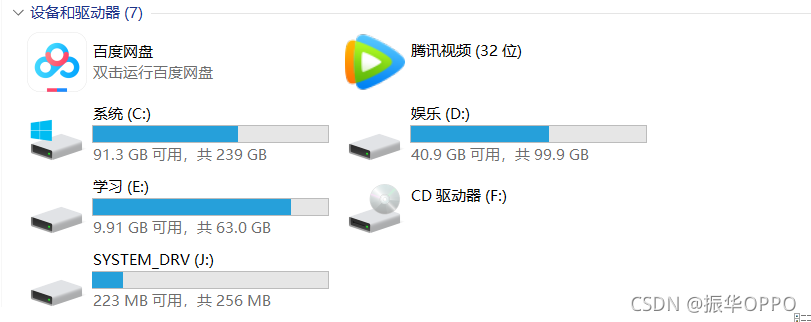 设备和驱动器 (7)
百度网盘
双击运行百度网盘
腾讯视频 (32 位)
系统 (C:)
91.3 GB 可用，共 239 GB
娱乐 (D:)
40.9 GB 可用，共 99.9 GB
学习 (E:)
9.91 GB 可用，共 63.0 GB
CD 驱动器 (F:)
SYSTEM_DRV (J:)
223 MB 可用，共 256 MB
CSDN @振华OPPO